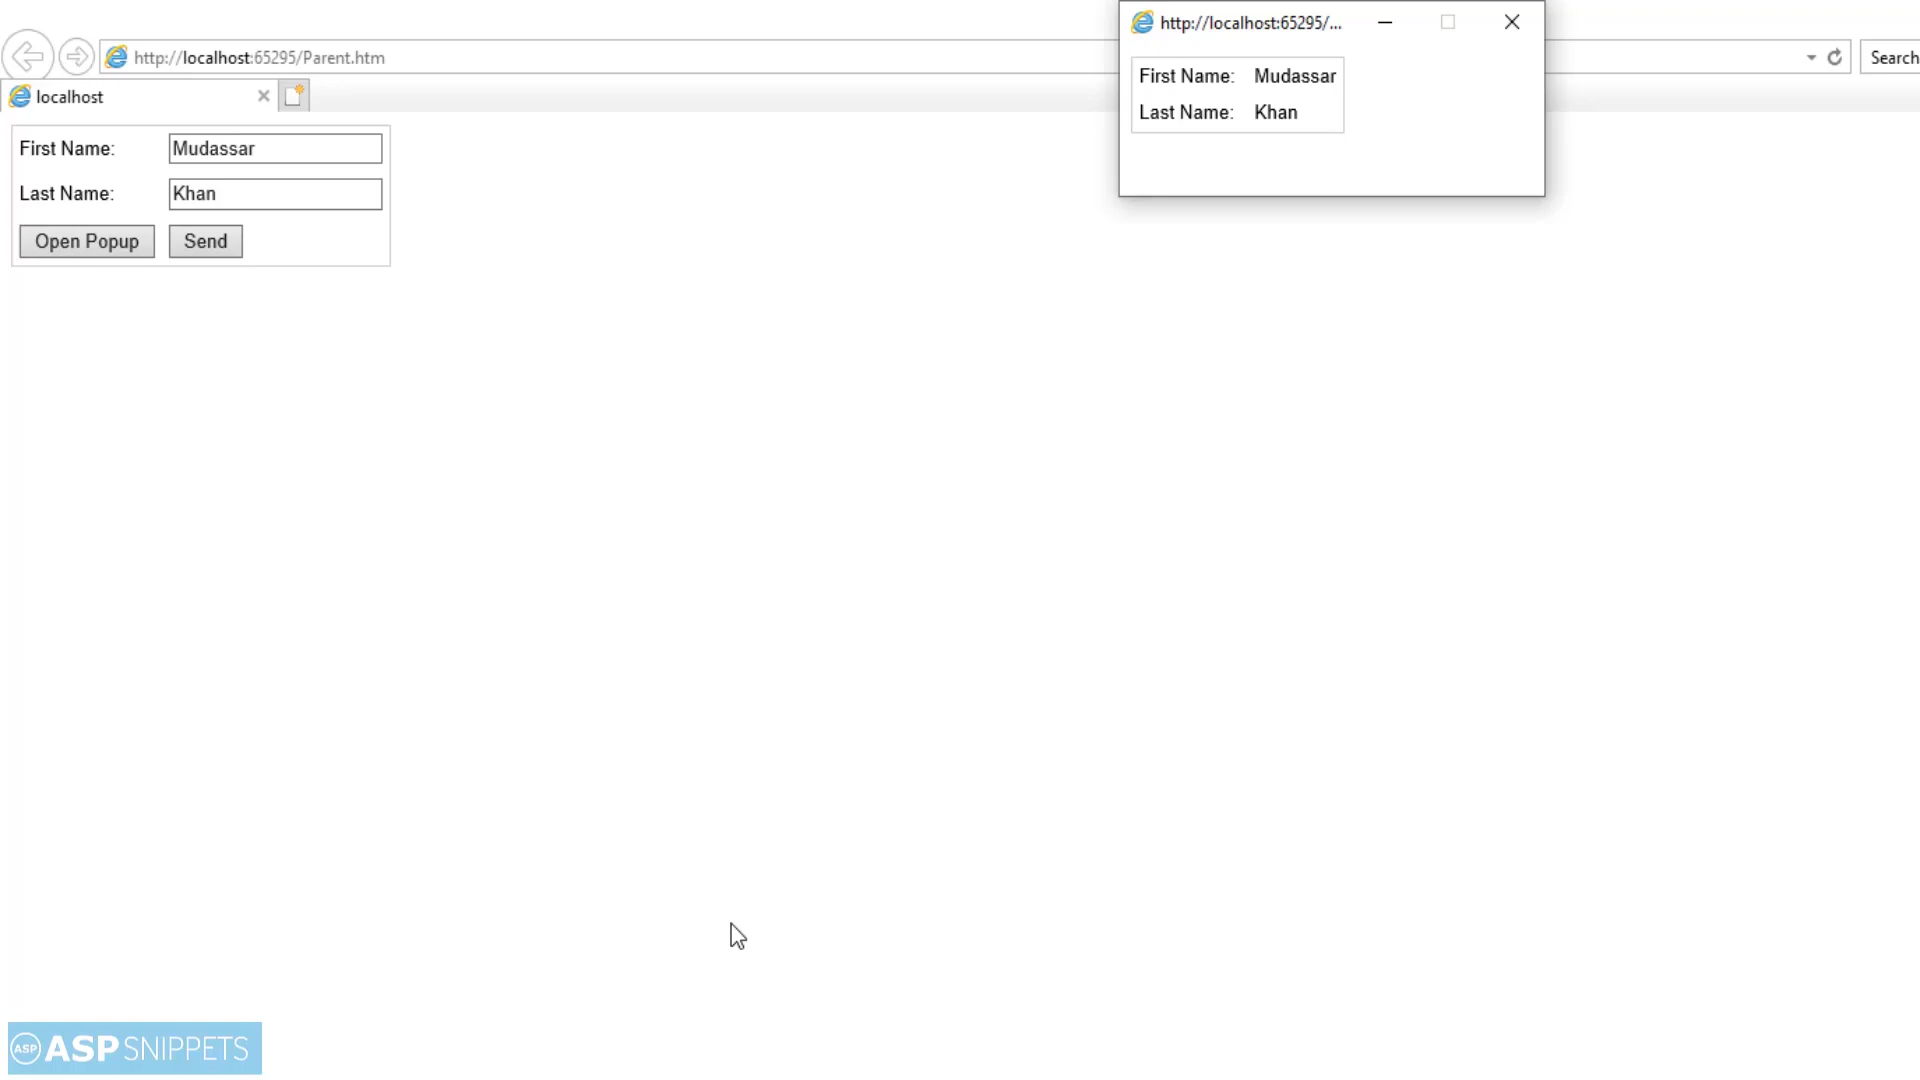 http://localhost:65295/Parent.htm
Search
localhost
First Name: Mudassar
Last Name: Khan
Open Popup Send
http://localhost:65295/...
First Name: Mudassar
Last Name: Khan
ASP ASPSNIPPETS